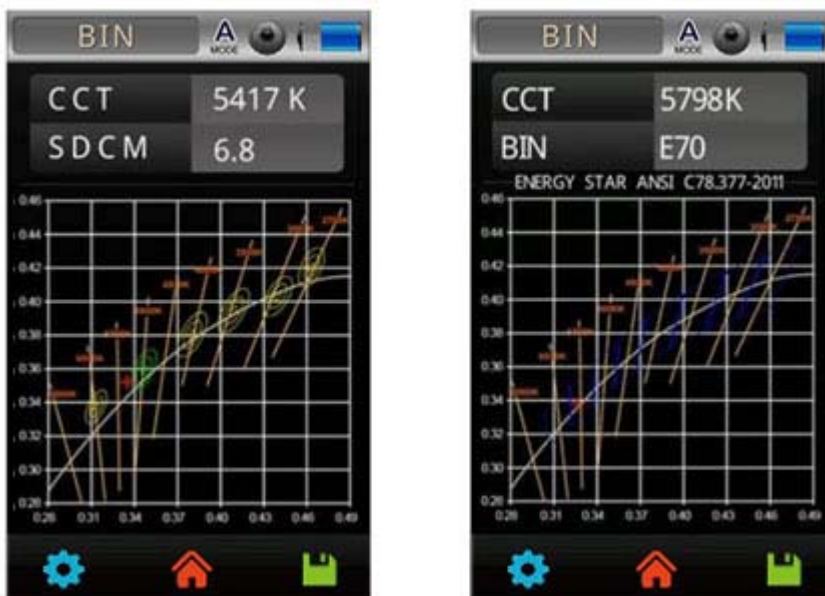 BIN
A
MODE
CCT 5417 K
SDCM 6.8
0.46
0.44
0.42
0.40
0.38
0.36
0.34
0.32
0.30
0.28
0.28 0.31 0.34 0.37 0.40 0.43 0.46 0.49
BIN
A
MODE
CCT 5798K
BIN E70
ENERGY STAR ANSI C78.377-2011
0.46
0.44
0.42
0.40
0.38
0.36
0.34
0.32
0.30
0.28
0.28 0.31 0.34 0.37 0.40 0.43 0.46 0.49